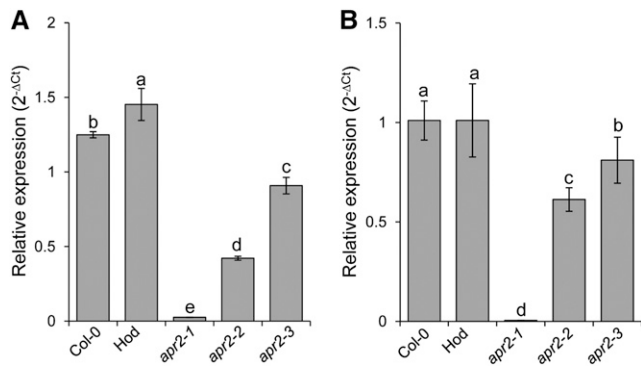 A
Relative expression (2-ΔCt)
2
1.5
1
0.5
0
b
a
e
d
c
Col-0
Hod
apr2-1
apr2-2
apr2-3
B
Relative expression (2-ΔCt)
1.5
1
0.5
0
a
a
d
c
b
Col-0
Hod
apr2-1
apr2-2
apr2-3